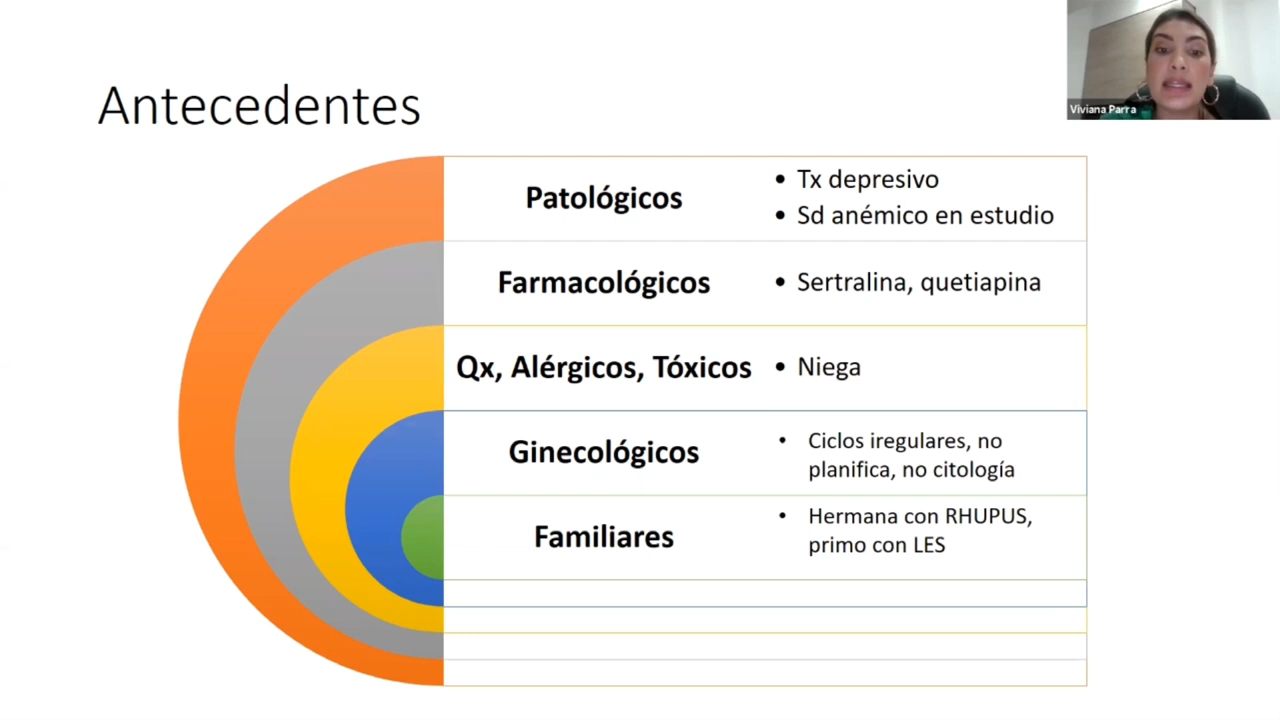 Antecedentes
Viviana Parra
Patológicos
• Tx depresivo
• Sd anémico en estudio
Farmacológicos
• Sertralina, quetiapina
Qx, Alérgicos, Tóxicos
• Niega
Ginecológicos
• Ciclos iregulares, no
planifica, no citología
Familiares
• Hermana con RHUPUS,
primo con LES